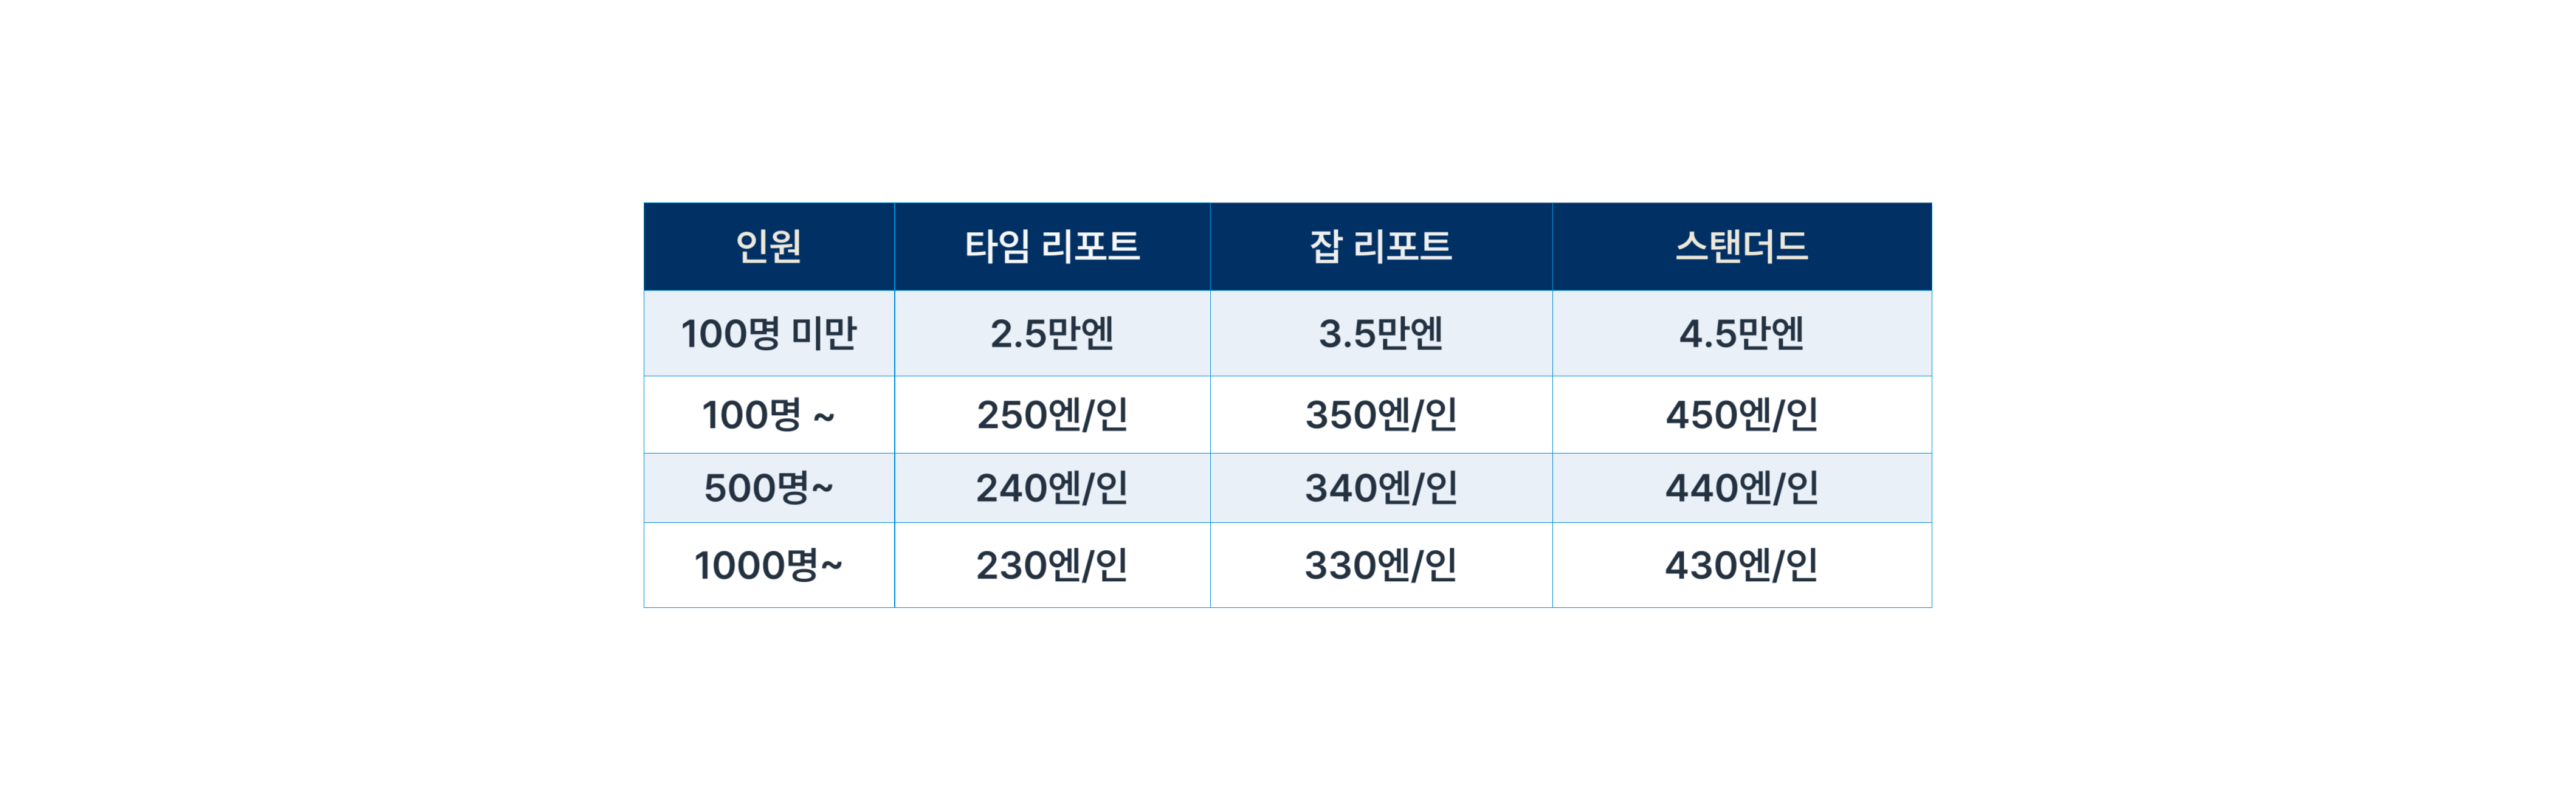 인원 타임 리포트 잡 리포트 스탠더드
100명 미만 2.5만엔 3.5만엔 4.5만엔
100명 ~ 250엔/인 350엔/인 450엔/인
500명~ 240엔/인 340엔/인 440엔/인
1000명~ 230엔/인 330엔/인 430엔/인